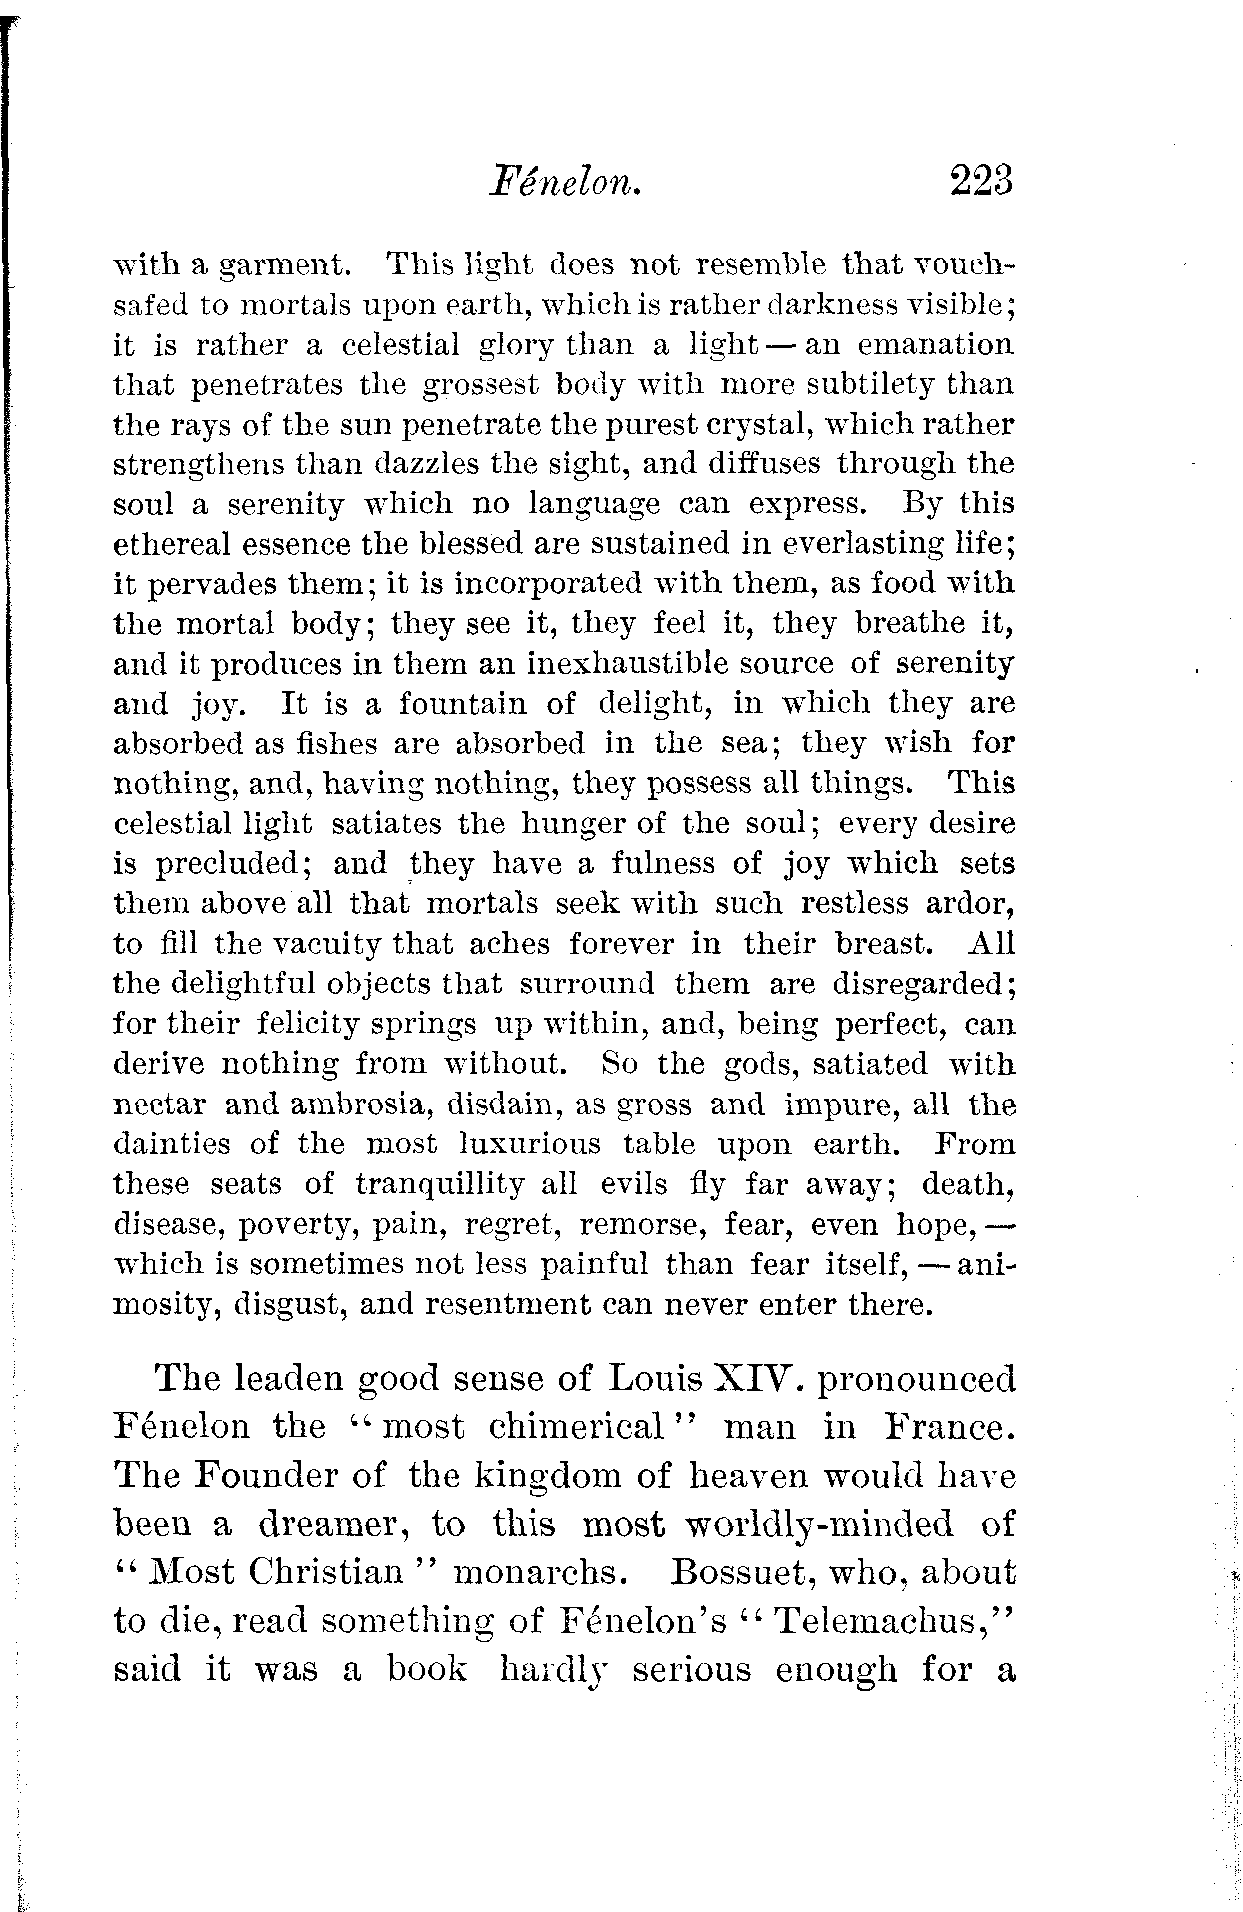 Fénelon. 223
with a garment. This light does not resemble that vouch-
safed to mortals upon earth, which is rather darkness visible;
it is rather a celestial glory than a light — an emanation
that penetrates the grossest body with more subtilety than
the rays of the sun penetrate the purest crystal, which rather
strengthens than dazzles the sight, and diffuses through the
soul a serenity which no language can express. By this
ethereal essence the blessed are sustained in everlasting life;
it pervades them; it is incorporated with them, as food with
the mortal body; they see it, they feel it, they breathe it,
and it produces in them an inexhaustible source of serenity
and joy. It is a fountain of delight, in which they are
absorbed as fishes are absorbed in the sea; they wish for
nothing, and, having nothing, they possess all things. This
celestial light satiates the hunger of the soul; every desire
is precluded; and they have a fulness of joy which sets
them above all that mortals seek with such restless ardor,
to fill the vacuity that aches forever in their breast. All
the delightful objects that surround them are disregarded;
for their felicity springs up within, and, being perfect, can
derive nothing from without. So the gods, satiated with
nectar and ambrosia, disdain, as gross and impure, all the
dainties of the most luxurious table upon earth. From
these seats of tranquillity all evils fly far away; death,
disease, poverty, pain, regret, remorse, fear, even hope, —
which is sometimes not less painful than fear itself, — ani-
mosity, disgust, and resentment can never enter there.
The leaden good sense of Louis XIV. pronounced
Fénelon the “ most chimerical ” man in France.
The Founder of the kingdom of heaven would have
been a dreamer, to this most worldly-minded of
“ Most Christian ” monarchs. Bossuet, who, about
to die, read something of Fénelon's “ Telemachus,”
said it was a book hardly serious enough for a